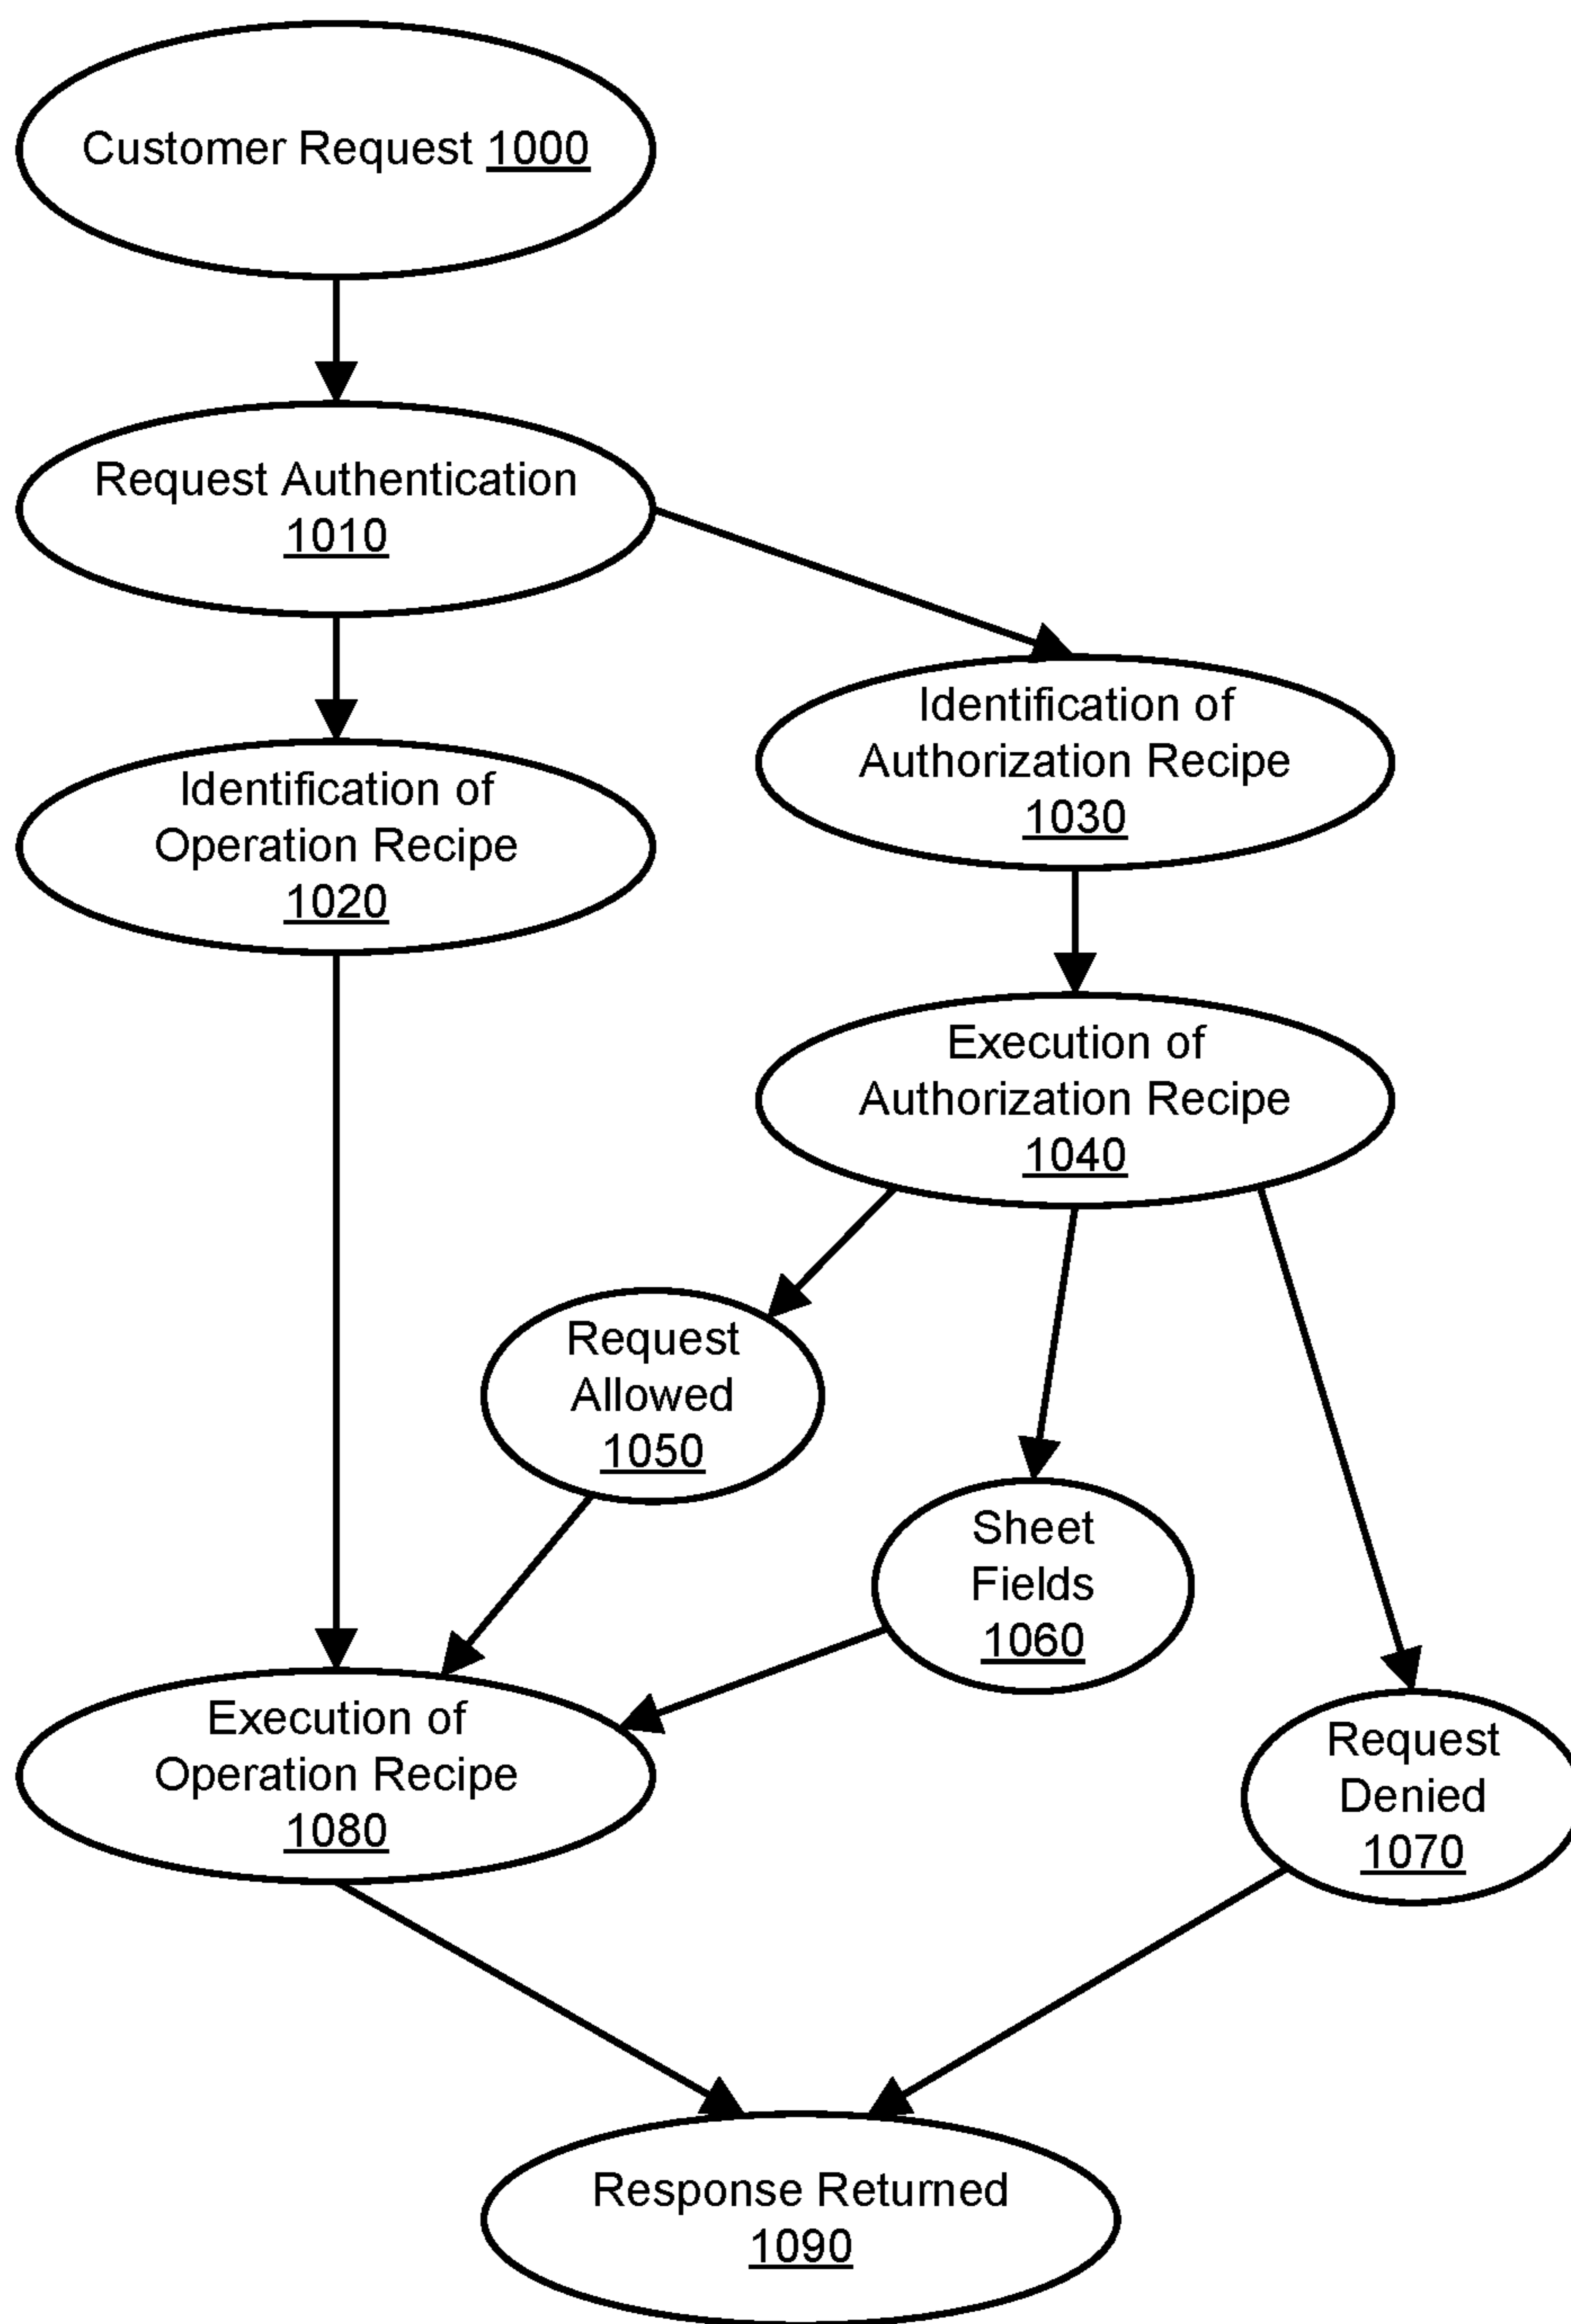 Customer Request 1000
Request Authentication
1010
Identification of
Authorization Recipe
1030
Identification of
Operation Recipe
1020
Execution of
Authorization Recipe
1040
Request
Allowed
1050
Sheet
Fields
1060
Execution of
Operation Recipe
1080
Request
Denied
1070
Response Returned
1090